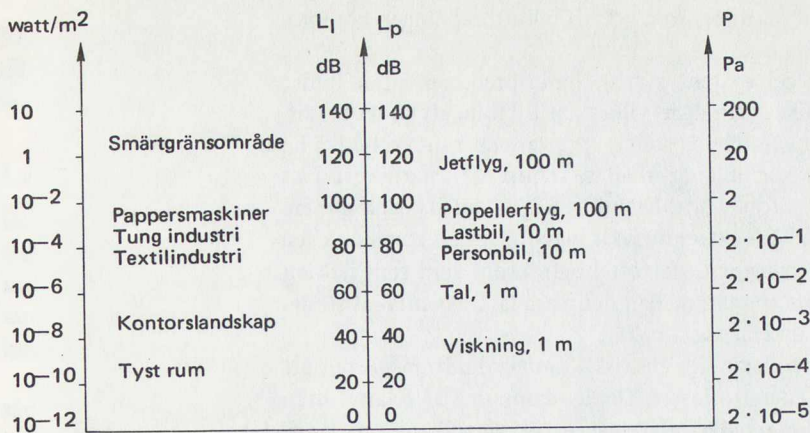 watt/m² L_I L_p P
dB dB Pa
10 140 140 200
Smärtgränsområde
1 120 120 Jetflyg, 100 m 20
10⁻² 100 100 2
Pappersmaskiner Propellerflyg, 100 m
Tung industri Lastbil, 10 m
10⁻⁴ 80 80 2 · 10⁻¹
Textilindustri Personbil, 10 m
10⁻⁶ 60 60 Tal, 1 m 2 · 10⁻²
Kontorslandskap
10⁻⁸ 40 40 2 · 10⁻³
Viskning, 1 m
Tyst rum
10⁻¹⁰ 20 20 2 · 10⁻⁴
10⁻¹² 0 0 2 · 10⁻⁵